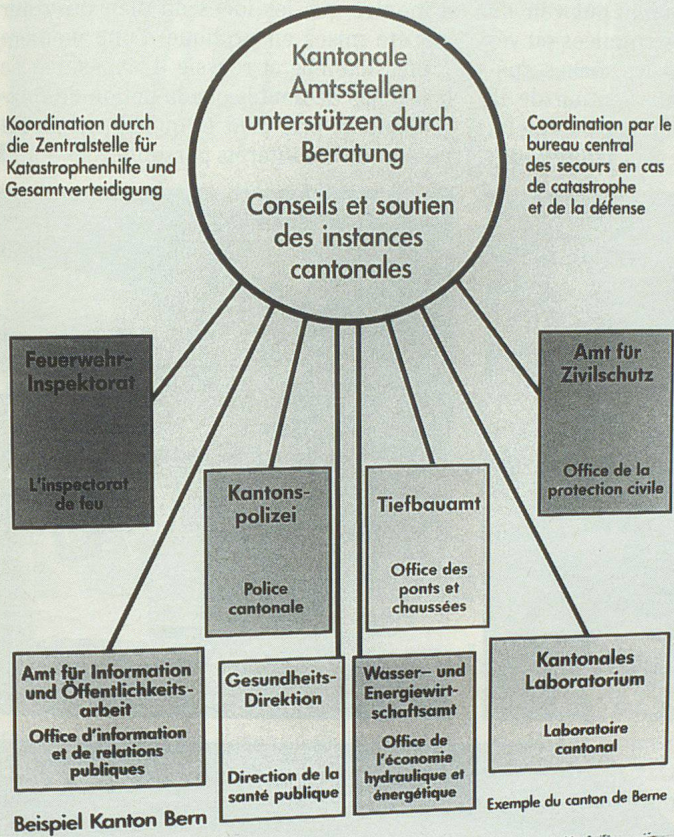 Kantonale
Amtsstellen
unterstützen durch
Beratung
Conseils et soutien
des instances
cantonales
Koordination durch
die Zentralstelle für
Katastrophenhilfe und
Gesamtverteidigung
Coordination par le
bureau central
des secours en cas
de catastrophe
et de la défense
Feuerwehr-
Inspektorat
L'inspectorat
de feu
Amt für
Zivilschutz
Office de la
protection civile
Kantons-
polizei
Police
cantonale
Tiefbauamt
Office des
ponts et
chaussées
Amt für Information
und Öffentlichkeits-
arbeit
Office d'information
et de relations
publiques
Gesundheits-
Direktion
Direction de la
santé publique
Wasser- und
Energiewirt-
schaftsamt
Office de
l'économie
hydraulique et
énergétique
Kantonales
Laboratorium
Laboratoire
cantonal
Beispiel Kanton Bern
Exemple du canton de Berne